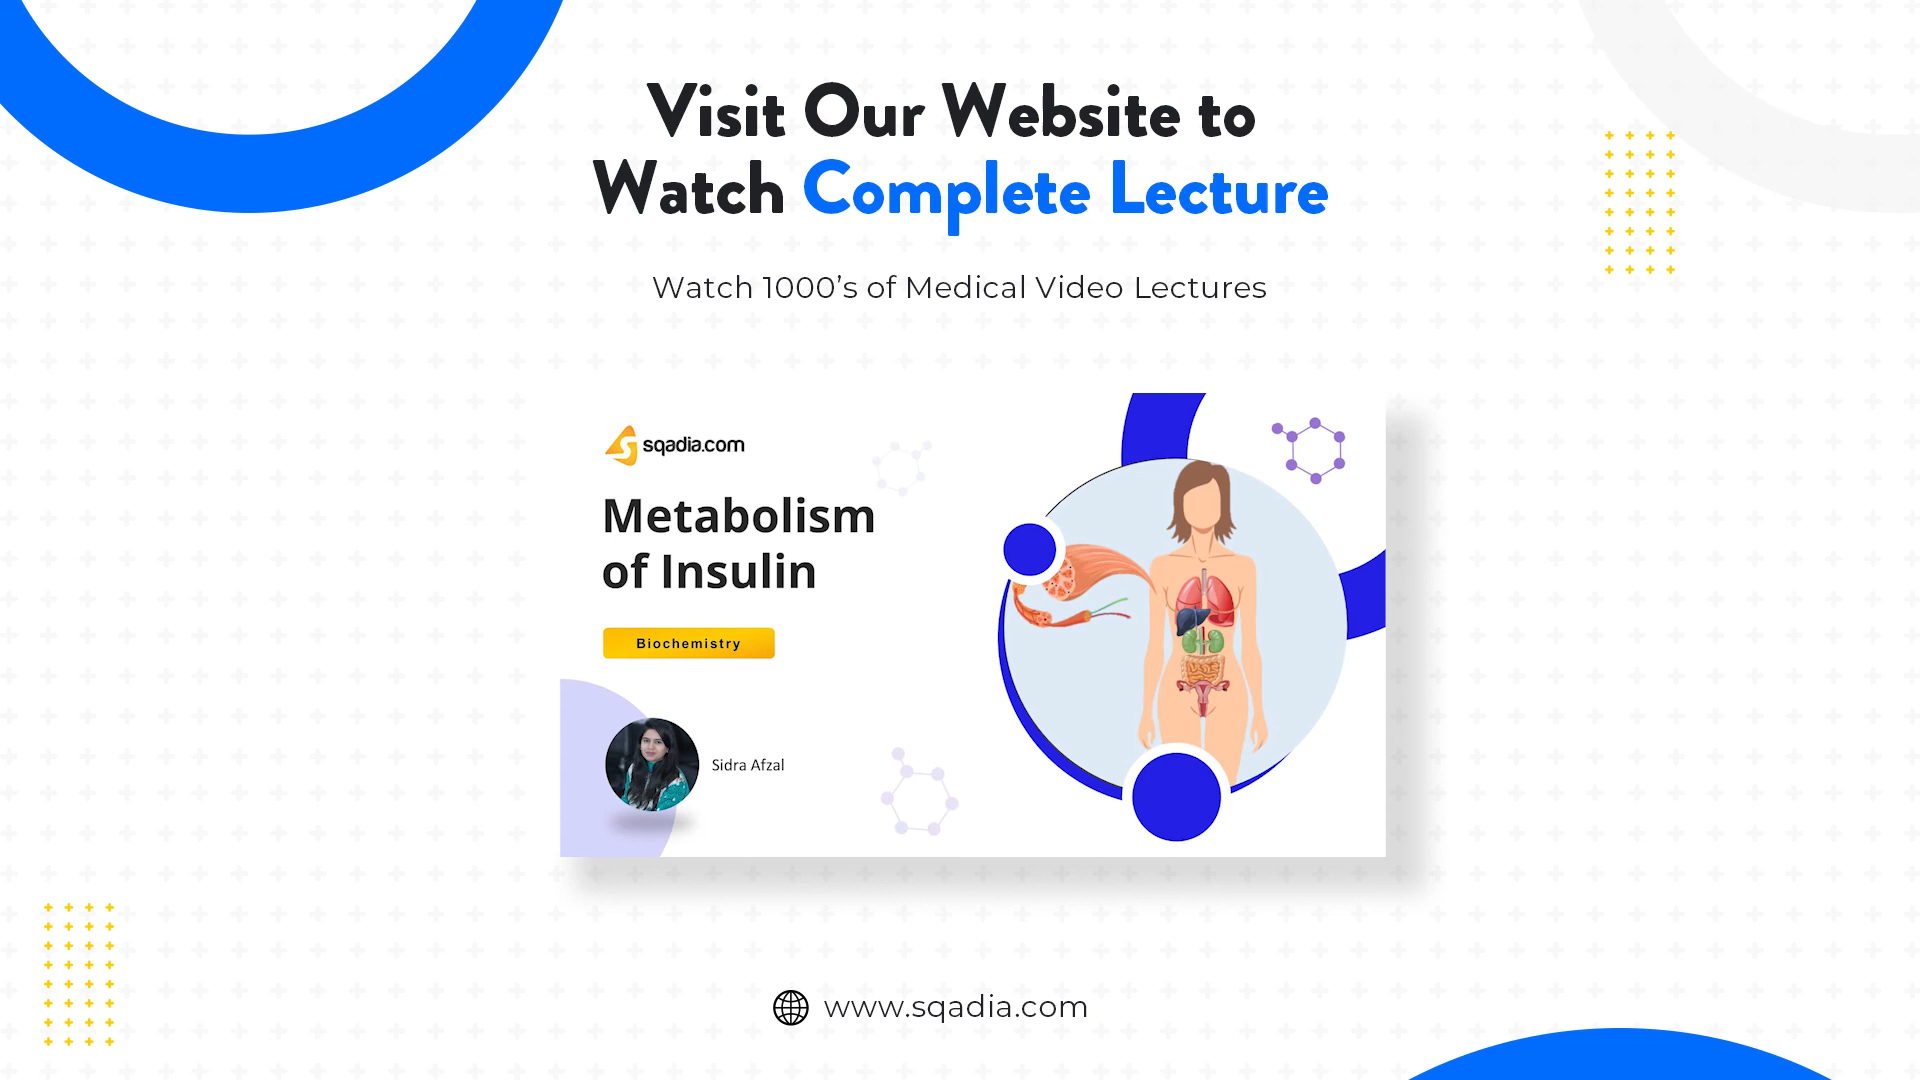 Visit Our Website to
Watch Complete Lecture
Watch 1000's of Medical Video Lectures
sqadia.com
Metabolism
of Insulin
Biochemistry
Sidra Afzal
www.sqadia.com